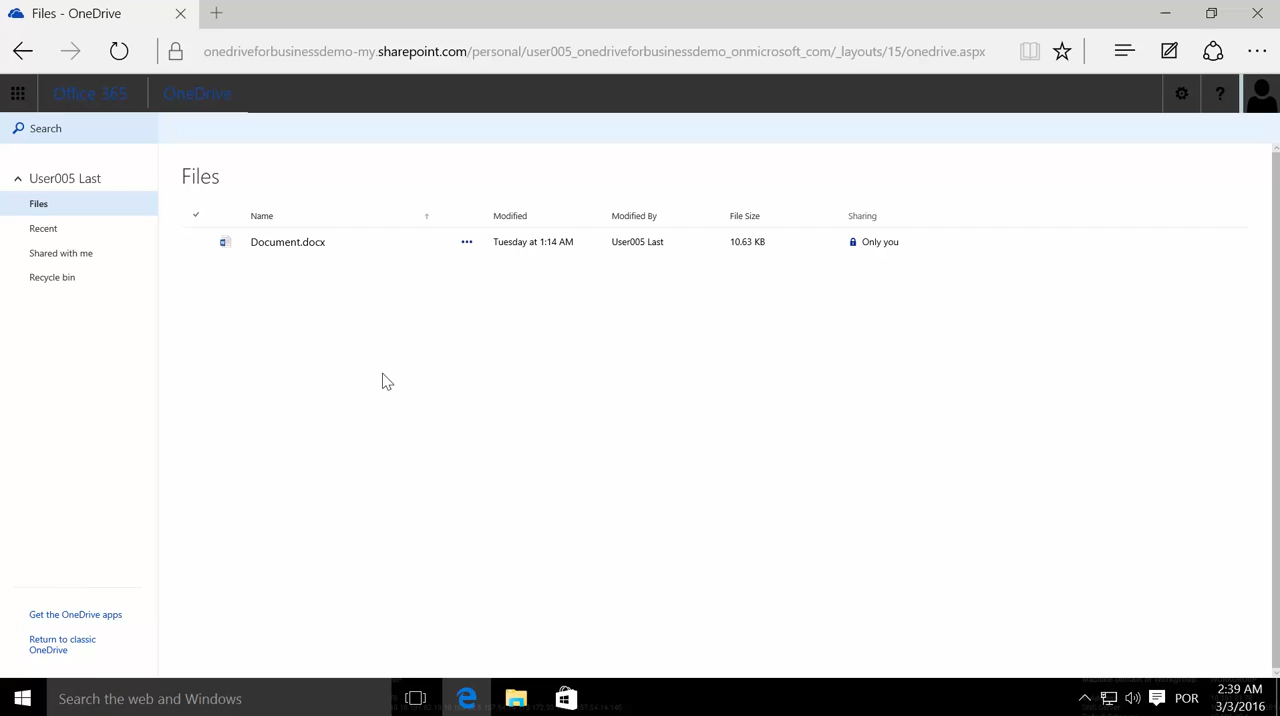 Files - OneDrive
onedriveforbusinessdemo-my.sharepoint.com/personal/user005_onedriveforbusinessdemo_onmicrosoft_com/_layouts/15/onedrive.aspx
Office 365 OneDrive ?
Search
User005 Last
Files
Recent
Shared with me
Recycle bin
Get the OneDrive apps
Return to classic
OneDrive
Files
Name Modified Modified By File Size Sharing
Document.docx Tuesday at 1:14 AM User005 Last 10.63 KB Only you
Search the web and Windows
POR
2:39 AM
3/3/2016